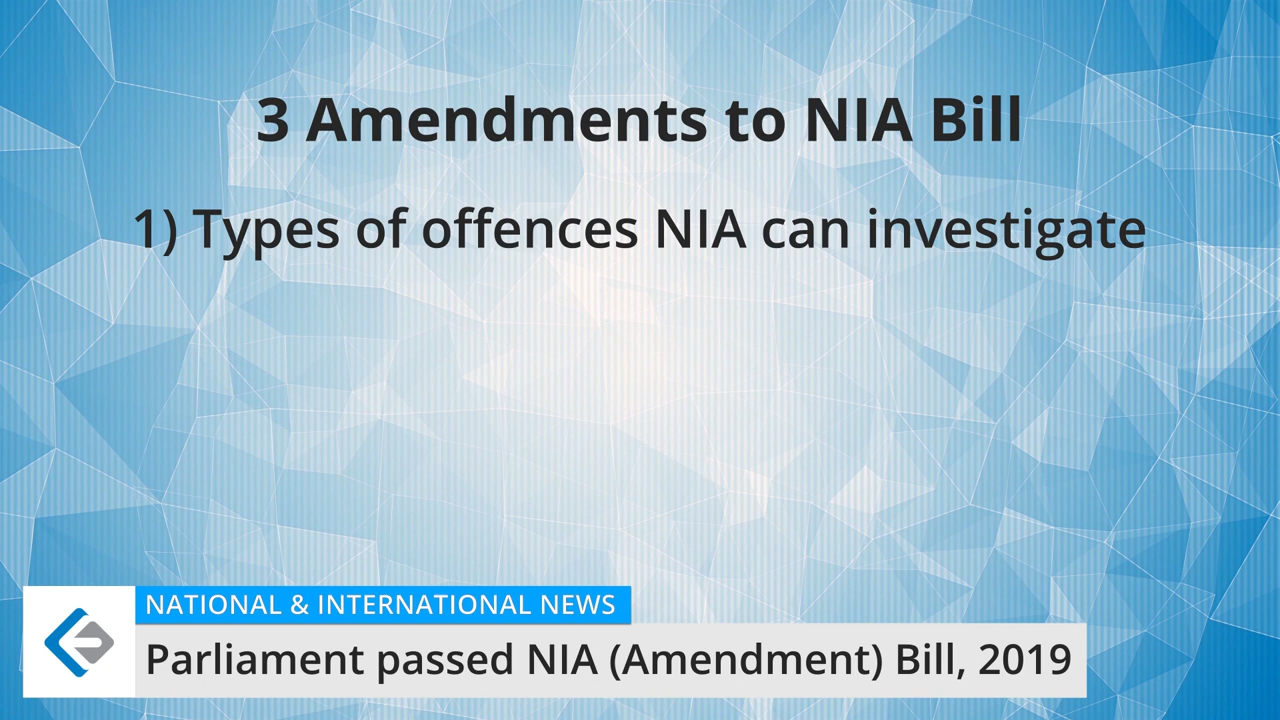 3 Amendments to NIA Bill
1) Types of offences NIA can investigate
NATIONAL & INTERNATIONAL NEWS
Parliament passed NIA (Amendment) Bill, 2019